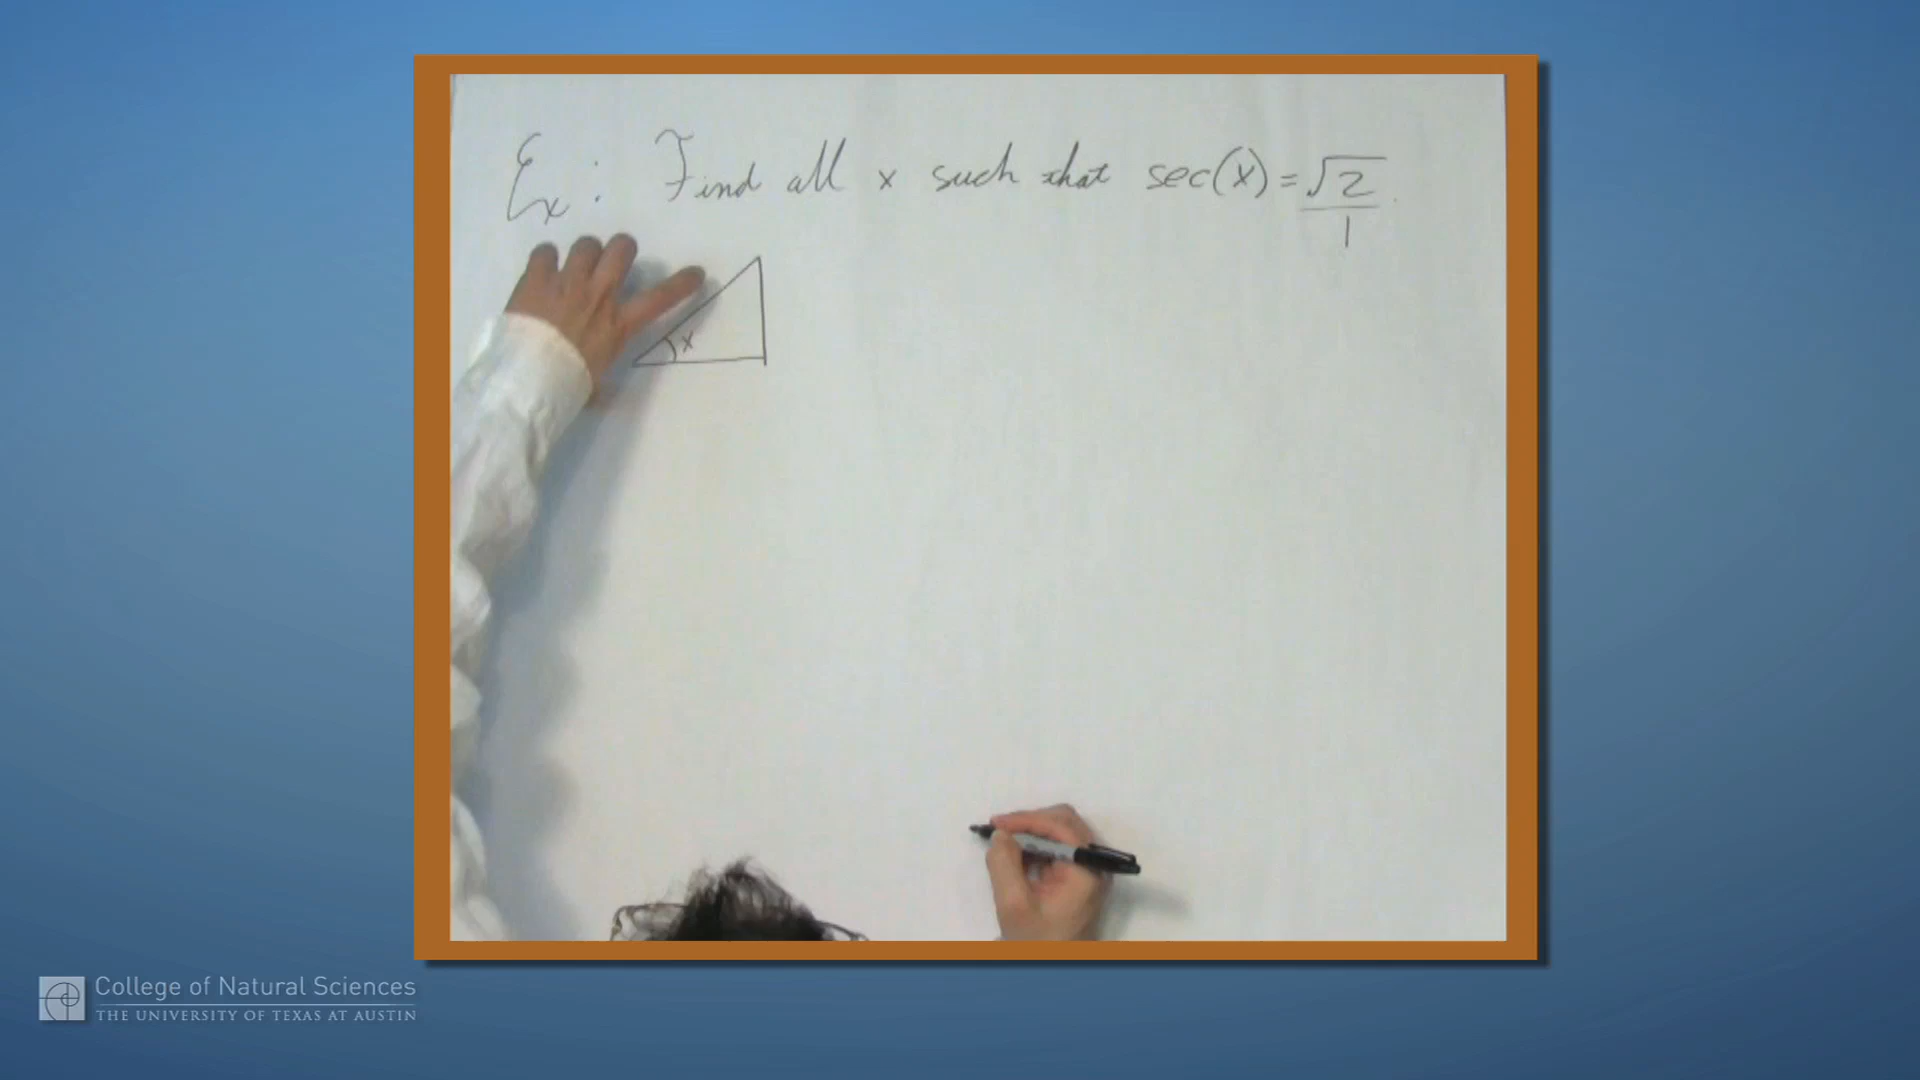 Ex: Find all x such that sec(x) = √2/1.
x
College of Natural Sciences
THE UNIVERSITY OF TEXAS AT AUSTIN